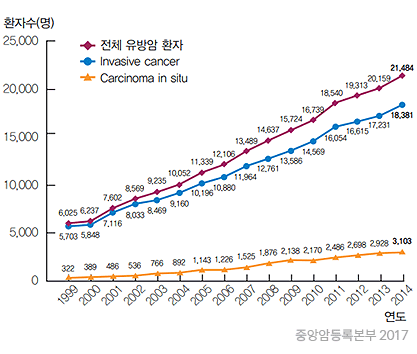 환자수(명)
25,000
20,000
15,000
10,000
5,000
0
전체 유방암 환자
Invasive cancer
Carcinoma in situ
6,025 6,237 7,602 8,569 9,235 10,052 11,339 12,106 13,489 14,637 15,724 16,739 18,540 19,313 20,159 21,484
5,703 5,848 7,116 8,033 8,469 9,160 10,196 10,880 11,964 12,761 13,586 14,569 16,054 16,615 17,231 18,381
322 389 486 536 766 892 1,143 1,226 1,525 1,876 2,138 2,170 2,486 2,698 2,928 3,103
1999 2000 2001 2002 2003 2004 2005 2006 2007 2008 2009 2010 2011 2012 2013 2014
연도
중앙암등록본부 2017